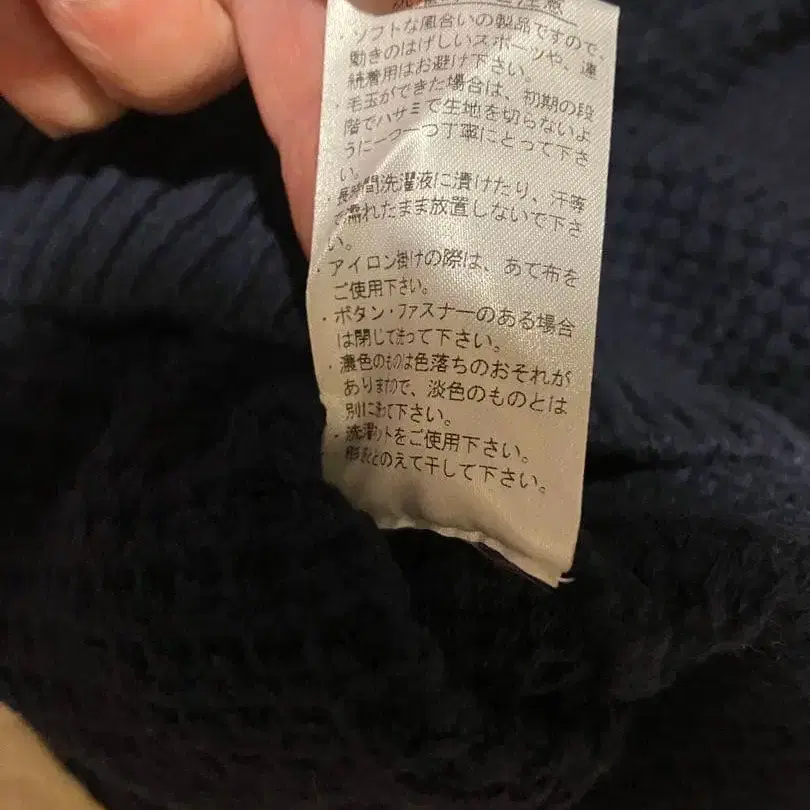 注意
・ソフトな風合いの製品ですので、
動きのはげしいスポーツや、連
続着用はお避け下さい。
・毛玉ができた場合は、初期の段
階でハサミで生地を切らないよ
うに一つ一つ丁寧にとって下さ
い。
・長時間洗濯液に漬けたり、汗等
で濡れたまま放置しないで下さ
い。
・アイロン掛けの際は、あて布を
ご使用下さい。
・ボタン・ファスナーのある場合
は閉じて洗って下さい。
・濃色のものは色落ちのおそれが
ありますので、淡色のものとは
別に洗って下さい。
・洗濯ネットをご使用下さい。
・形をととのえて干して下さい。